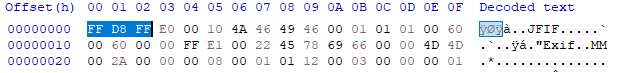 Offset(h) 00 01 02 03 04 05 06 07 08 09 0A 0B 0C 0D 0E 0F Decoded text
00000000 FF D8 FF E0 00 10 4A 46 49 46 00 01 01 01 00 60 ÿØÿà..JFIF.....`
00000010 00 60 00 00 FF E1 00 22 45 78 69 66 00 00 4D 4D .`..ÿá."Exif..MM
00000020 00 2A 00 00 00 08 00 01 01 12 00 03 00 00 00 01 .*..............